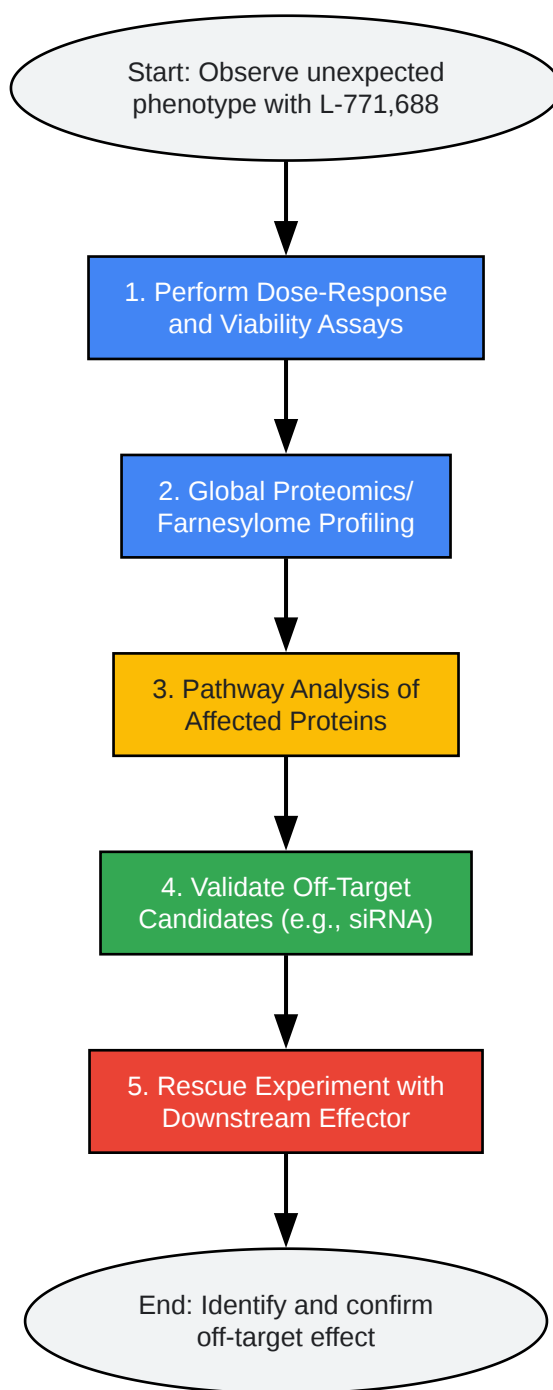 Start: Observe unexpected
phenotype with L-771,688
1. Perform Dose-Response
and Viability Assays
2. Global Proteomics/
Farnesylome Profiling
3. Pathway Analysis of
Affected Proteins
4. Validate Off-Target
Candidates (e.g., siRNA)
5. Rescue Experiment with
Downstream Effector
End: Identify and confirm
off-target effect